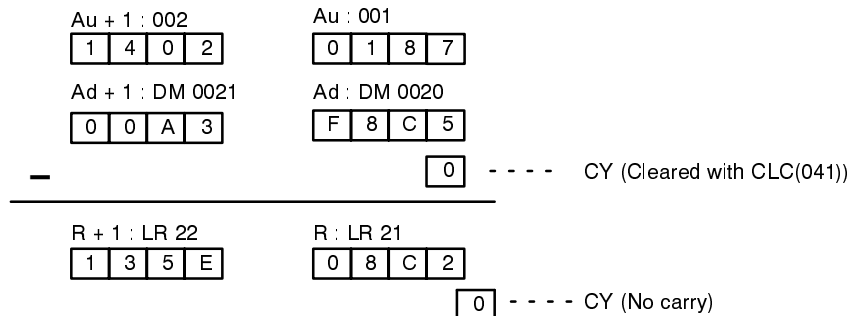 Au + 1 : 002 Au : 001
1 4 0 2 0 1 8 7
Ad + 1 : DM 0021 Ad : DM 0020
0 0 A 3 F 8 C 5
– 0 - - - - CY (Cleared with CLC(041))
R + 1 : LR 22 R : LR 21
1 3 5 E 0 8 C 2
0 - - - - CY (No carry)